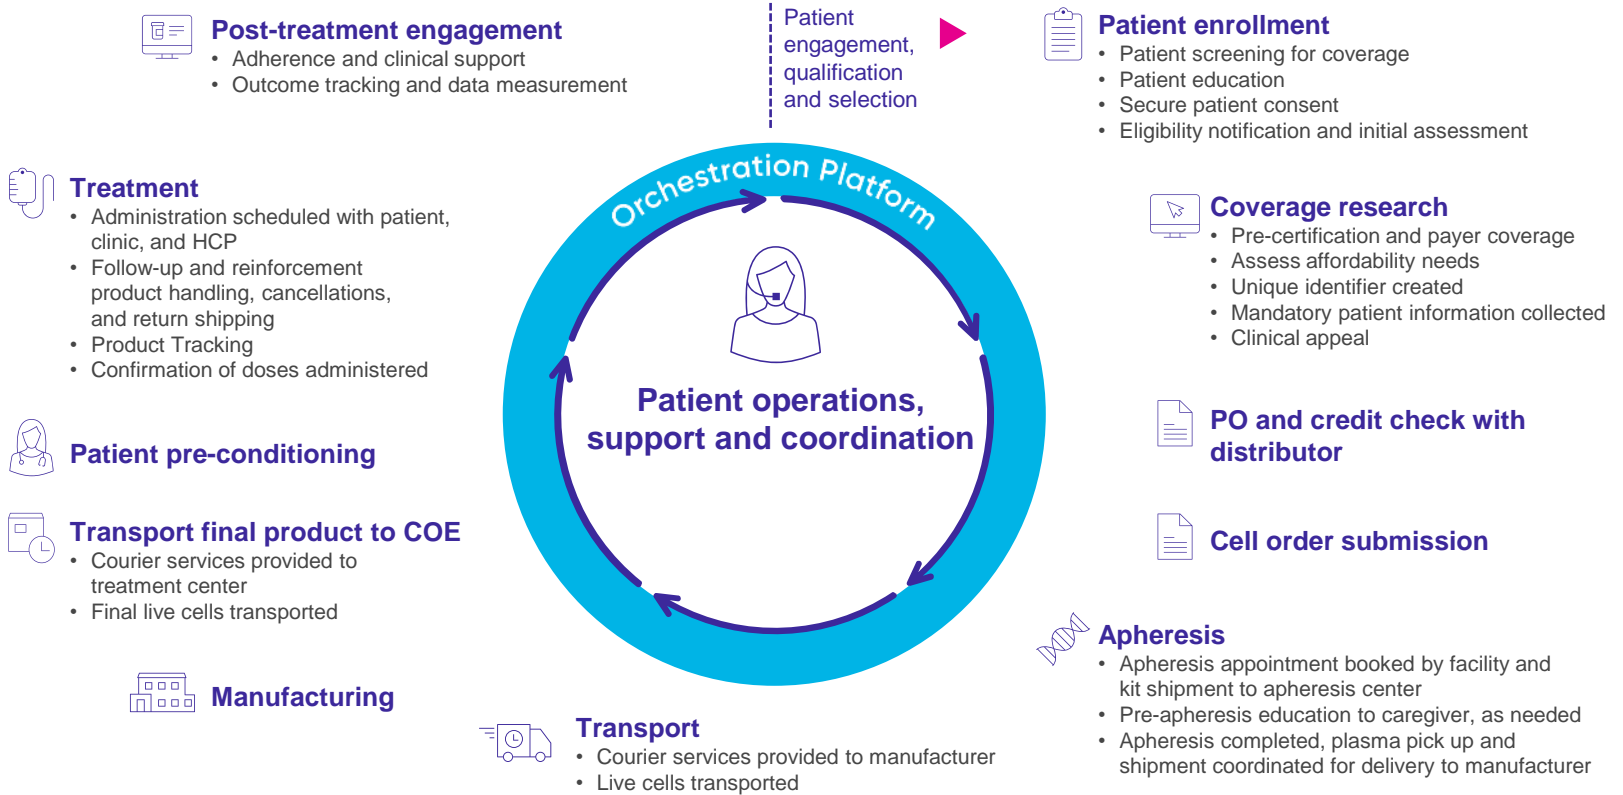 Patient
engagement,
qualification
and selection
Patient enrollment
• Patient screening for coverage
• Patient education
• Secure patient consent
• Eligibility notification and initial assessment
Coverage research
• Pre-certification and payer coverage
• Assess affordability needs
• Unique identifier created
• Mandatory patient information collected
• Clinical appeal
PO and credit check with
distributor
Cell order submission
Apheresis
• Apheresis appointment booked by facility and
kit shipment to apheresis center
• Pre-apheresis education to caregiver, as needed
• Apheresis completed, plasma pick up and
shipment coordinated for delivery to manufacturer
Transport
• Courier services provided to manufacturer
• Live cells transported
Manufacturing
Transport final product to COE
• Courier services provided to
treatment center
• Final live cells transported
Patient pre-conditioning
Treatment
• Administration scheduled with patient,
clinic, and HCP
• Follow-up and reinforcement
product handling, cancellations,
and return shipping
• Product Tracking
• Confirmation of doses administered
Post-treatment engagement
• Adherence and clinical support
• Outcome tracking and data measurement
Orchestration Platform
Patient operations,
support and coordination